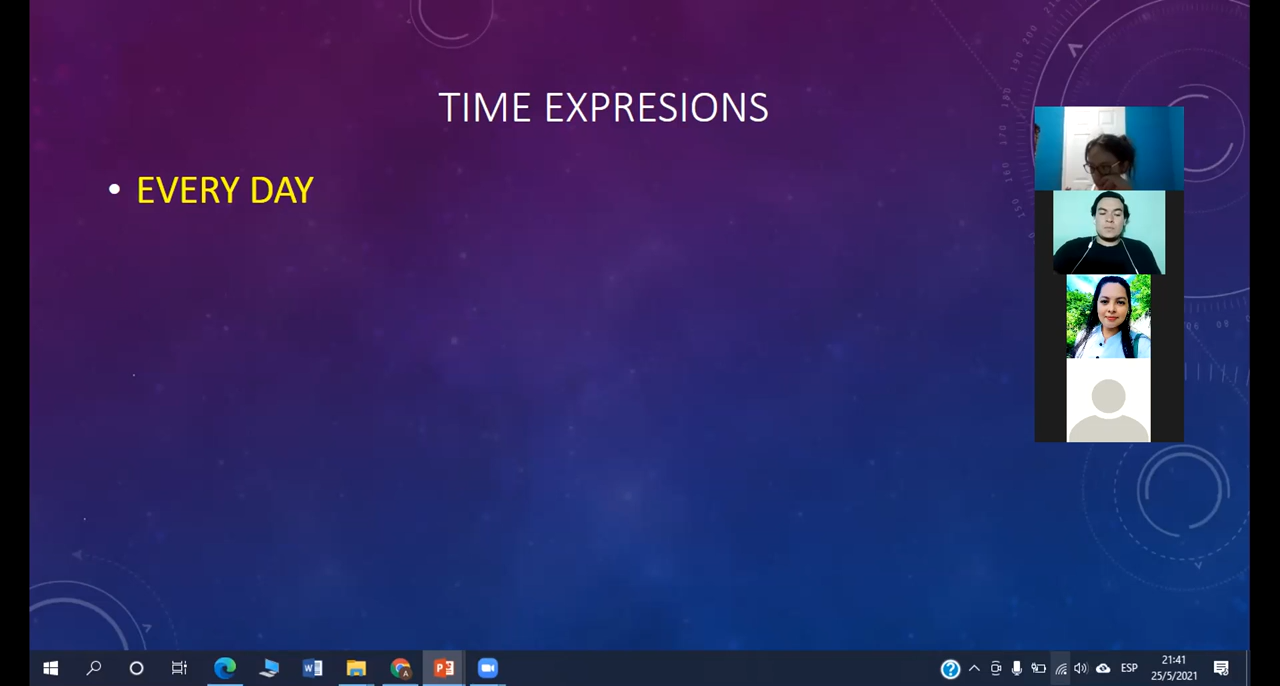 TIME EXPRESIONS
• EVERY DAY
ESP
21:41
25/5/2021